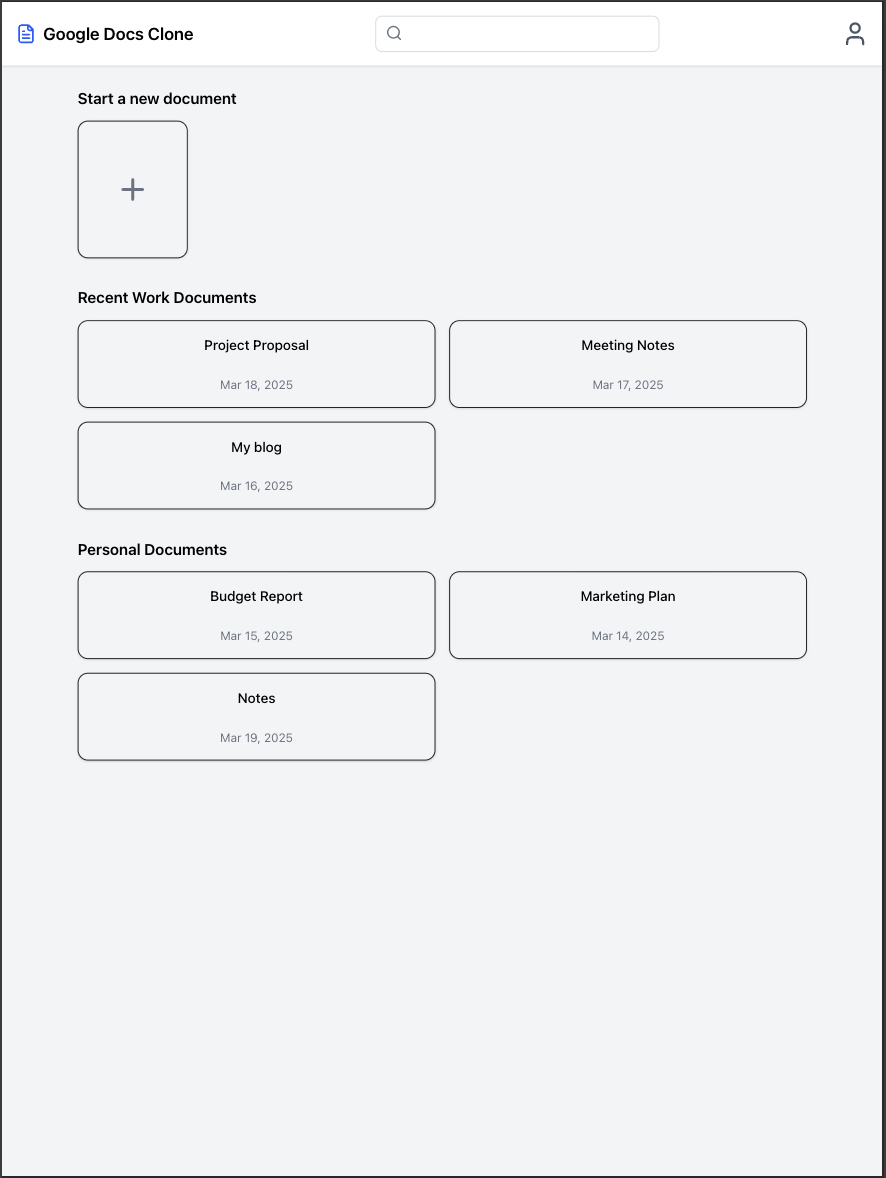 Google Docs Clone
Start a new document
Recent Work Documents
Project Proposal
Mar 18, 2025
Meeting Notes
Mar 17, 2025
My blog
Mar 16, 2025
Personal Documents
Budget Report
Mar 15, 2025
Marketing Plan
Mar 14, 2025
Notes
Mar 19, 2025